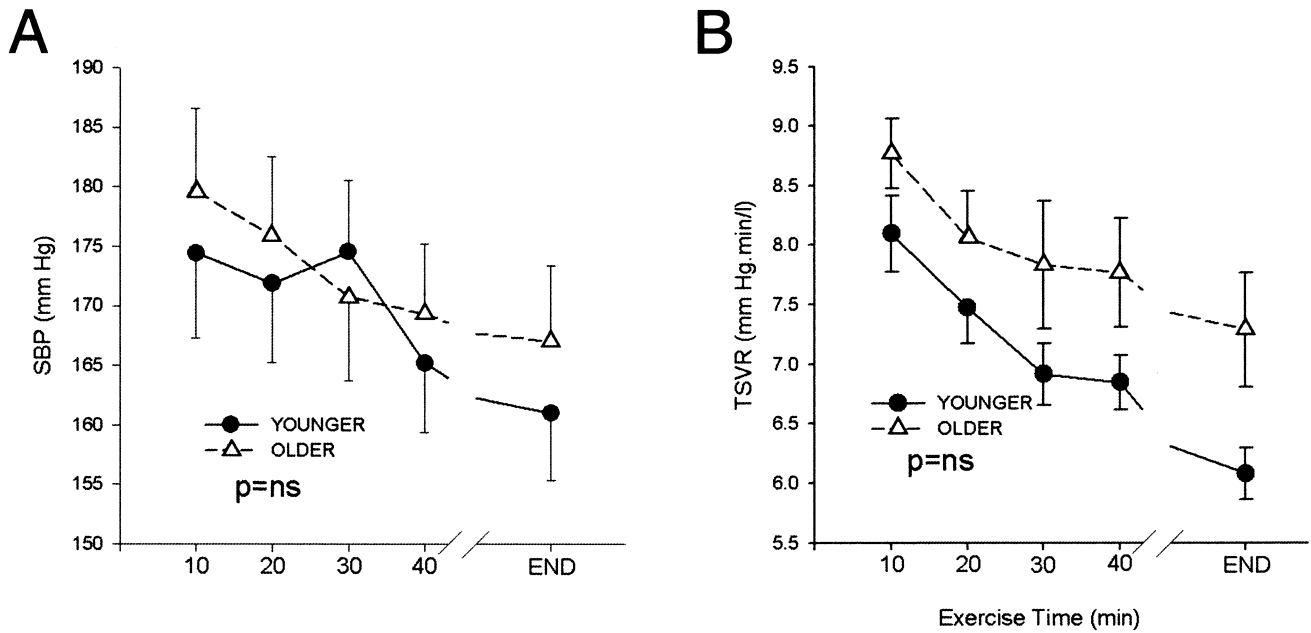 A
190
185
180
175
170
165
160
155
150
SBP (mm Hg)
YOUNGER
OLDER
p=ns
10 20 30 40 END
B
9.5
9.0
8.5
8.0
7.5
7.0
6.5
6.0
5.5
TSVR (mm Hg.min/l)
YOUNGER
OLDER
p=ns
10 20 30 40 END
Exercise Time (min)